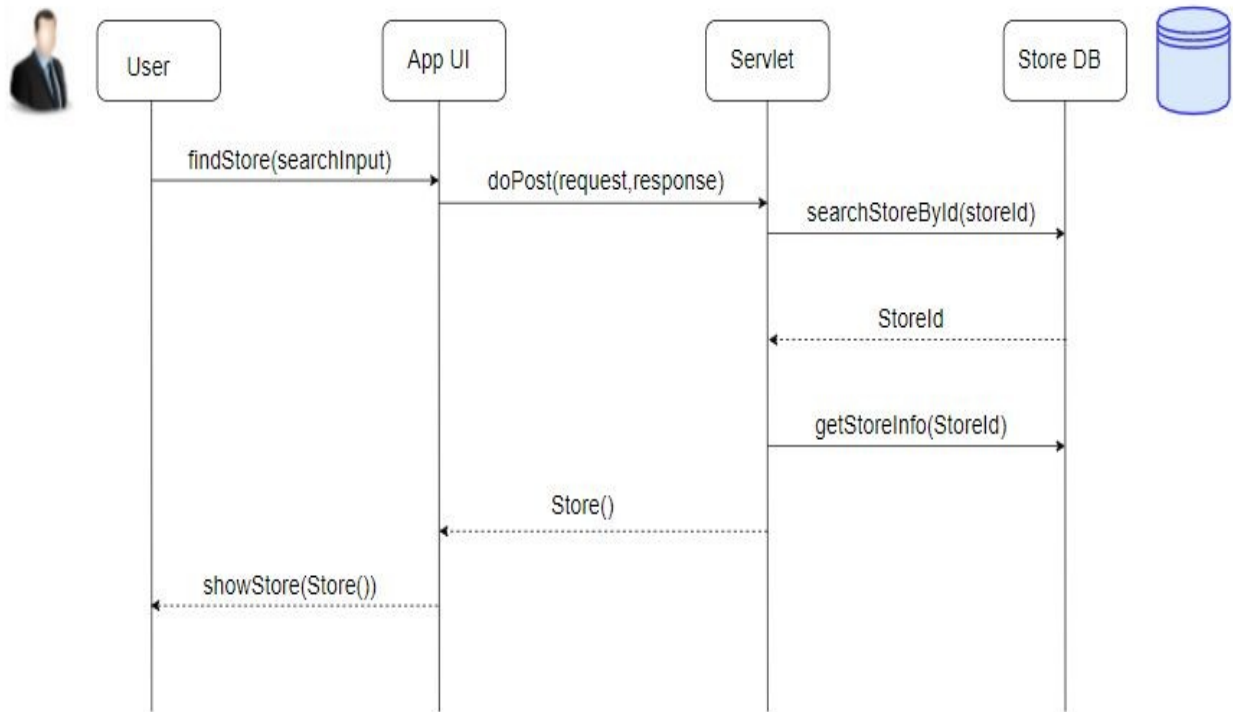 User
App UI
Servlet
Store DB
findStore(searchInput)
doPost(request,response)
searchStoreById(storeId)
StoreId
getStoreInfo(StoreId)
Store()
showStore(Store())